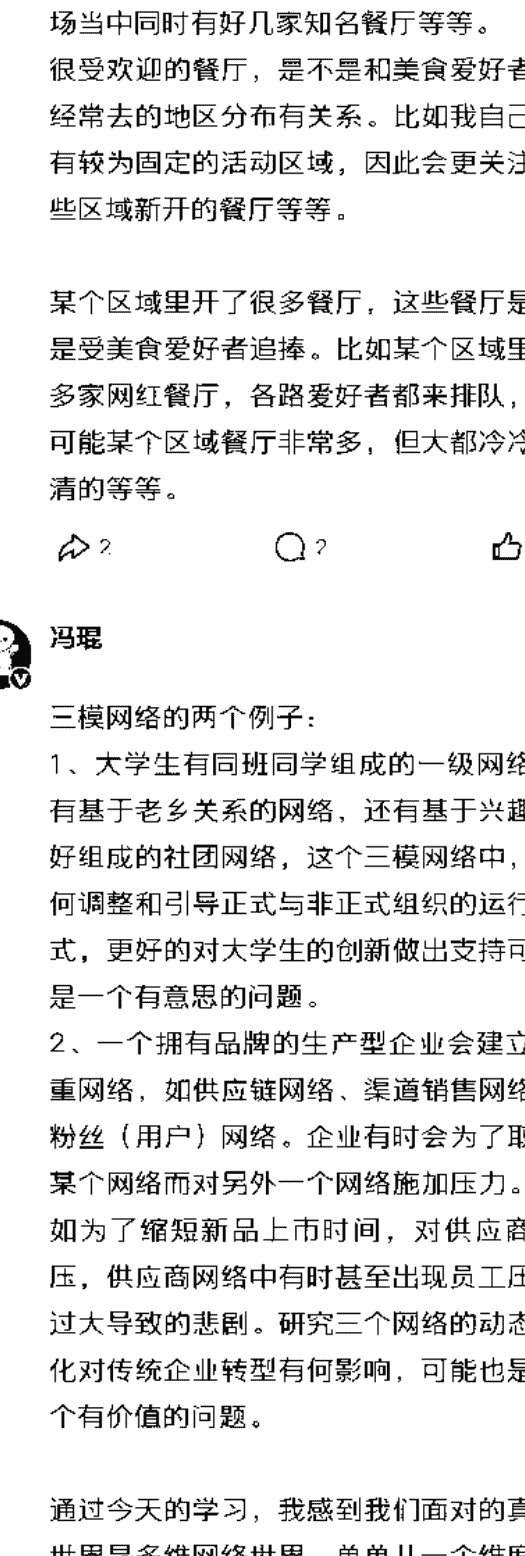 场当中同时有好几家知名餐厅等等。
很受欢迎的餐厅，是不是和美食爱好者
经常去的地区分布有关系。比如我自己
有较为固定的活动区域，因此会更关注
些区域新开的餐厅等等。
某个区域里开了很多餐厅，这些餐厅是
是受美食爱好者追捧。比如某个区域里
多家网红餐厅，各路爱好者都来排队，
可能某个区域餐厅非常多，但大都冷冷
清的等等。
2 2
冯琨
三模网络的两个例子：
1、大学生有同班同学组成的一级网络
有基于老乡关系的网络，还有基于兴趣
好组成的社团网络，这个三模网络中，
何调整和引导正式与非正式组织的运行
式，更好的对大学生的创新做出支持可
是一个有意思的问题。
2、一个拥有品牌的生产型企业会建立
重网络，如供应链网络、渠道销售网络
粉丝（用户）网络。企业有时会为了取
某个网络而对另外一个网络施加压力。
如为了缩短新品上市时间，对供应商
压，供应商网络中有时甚至出现员工压
过大导致的悲剧。研究三个网络的动态
化对传统企业转型有何影响，可能也是
个有价值的问题。
通过今天的学习，我感到我们面对的真
世界是多维网络世界，单单从一个维度